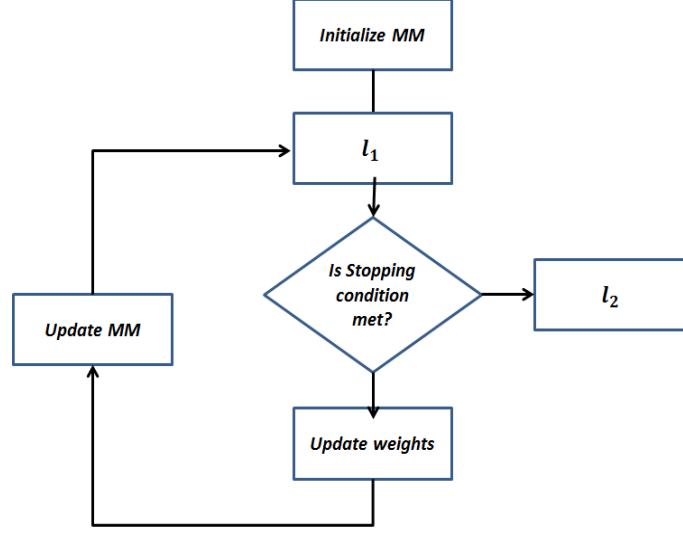 Initialize MM
l₁
Is Stopping
condition
met?
l₂
Update MM
Update weights